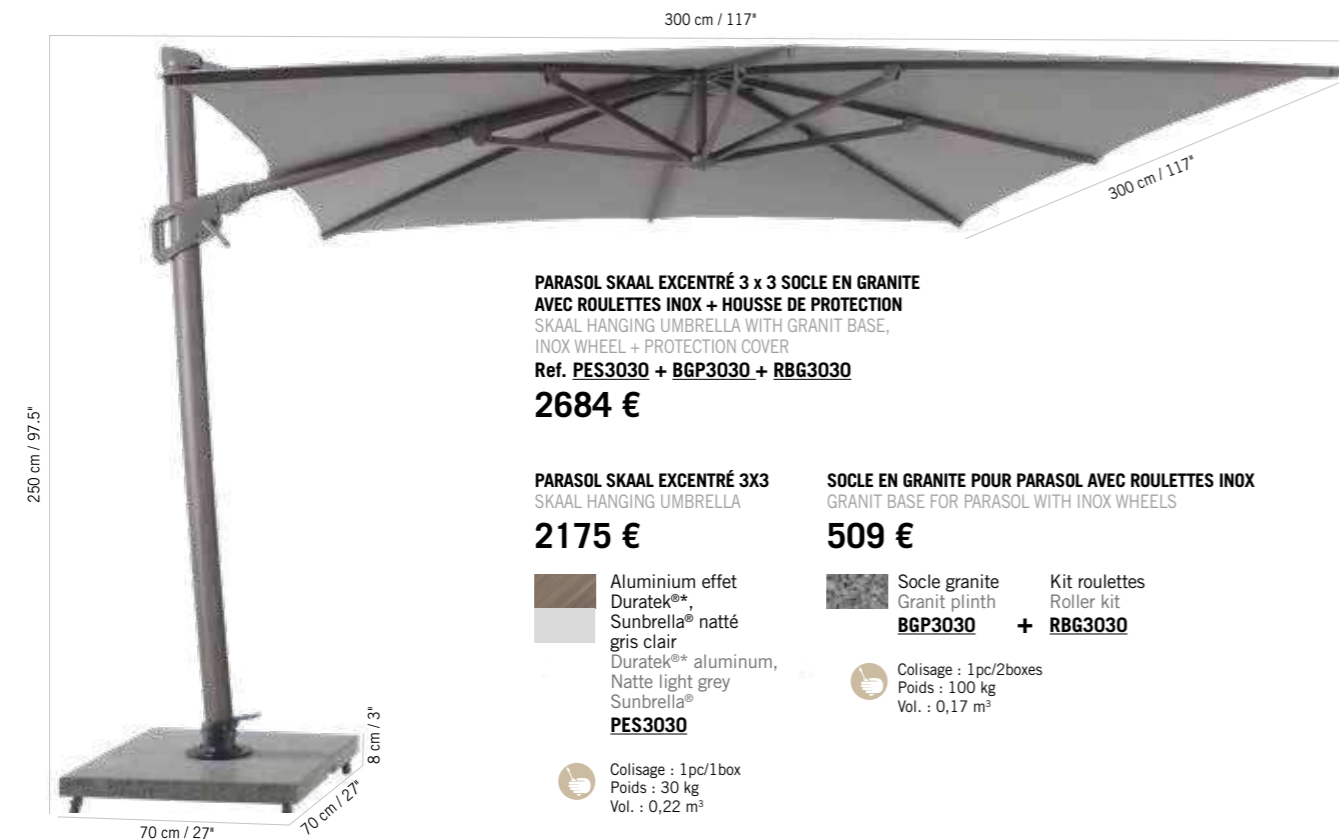 300 cm / 117"
300 cm / 117"
250 cm / 97.5"
PARASOL SKAAL EXCENTRÉ 3 x 3 SOCLE EN GRANITE
AVEC ROULETTES INOX + HOUSSE DE PROTECTION
SKAAL HANGING UMBRELLA WITH GRANIT BASE,
INOX WHEEL + PROTECTION COVER
Ref. PES3030 + BGP3030 + RBG3030
2684 €
PARASOL SKAAL EXCENTRÉ 3X3
SKAAL HANGING UMBRELLA
2175 €
Aluminium effet
Duratek®*,
Sunbrella® natté
gris clair
Duratek®* aluminum,
Natte light grey
Sunbrella®
PES3030
Colisage : 1pc/1box
Poids : 30 kg
Vol. : 0,22 m³
SOCLE EN GRANITE POUR PARASOL AVEC ROULETTES INOX
GRANIT BASE FOR PARASOL WITH INOX WHEELS
509 €
Socle granite
Granit plinth
BGP3030
+
Kit roulettes
Roller kit
RBG3030
Colisage : 1pc/2boxes
Poids : 100 kg
Vol. : 0,17 m³
8 cm / 3"
70 cm / 27"
70 cm / 27"